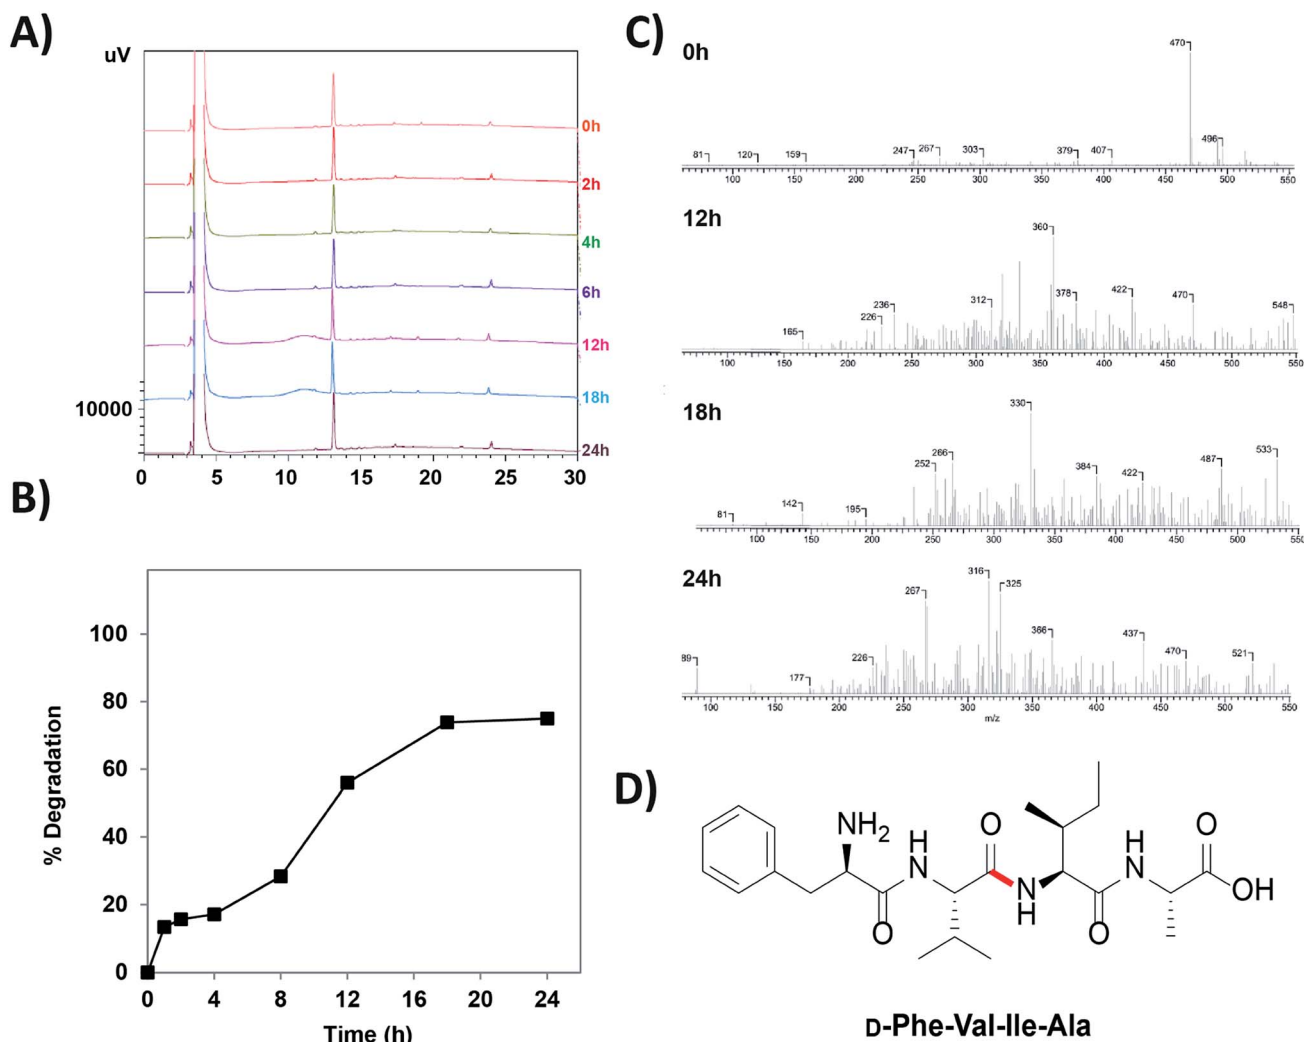 A)
uV
0h
2h
4h
6h
12h
18h
24h
10000
0 5 10 15 20 25 30
B)
% Degradation
100
80
60
40
20
0
0 4 8 12 16 20 24
Time (h)
C)
0h
470
496
81 120 159 247 267 303 379 407
100 150 200 250 300 350 400 450 500 550
12h
360
165 226 236 312 378 422 470 548
100 150 200 250 300 350 400 450 500 550
18h
330
81 142 195 252 266 384 422 487 533
100 150 200 250 300 350 400 450 500 550
24h
316
325
89 177 226 267 366 437 470 521
100 150 200 250 300 350 400 450 500 550
m/z
D)
NH2
H
N
O
O
N
H
O
H
N
O
OH
D-Phe-Val-Ile-Ala